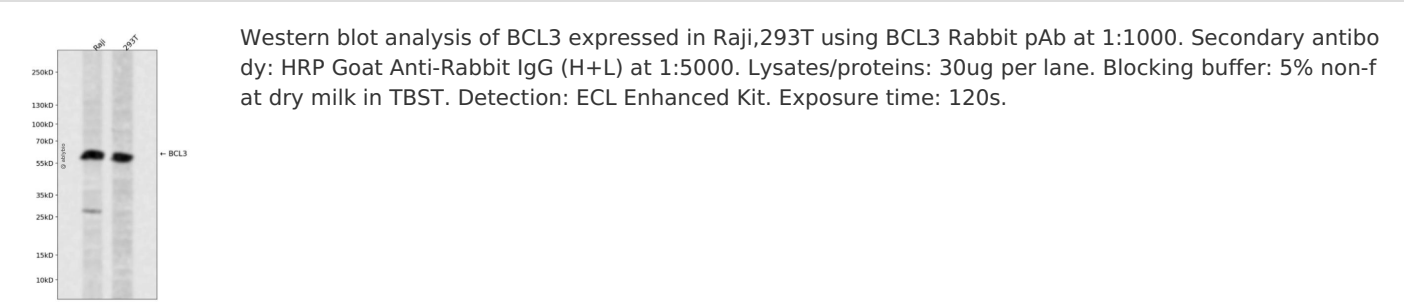 Raji 293T
250kD
130kD
100kD
70kD
55kD
35kD
25kD
15kD
10kD
← BCL3
Western blot analysis of BCL3 expressed in Raji,293T using BCL3 Rabbit pAb at 1:1000. Secondary antibo
dy: HRP Goat Anti-Rabbit IgG (H+L) at 1:5000. Lysates/proteins: 30ug per lane. Blocking buffer: 5% non-f
at dry milk in TBST. Detection: ECL Enhanced Kit. Exposure time: 120s.